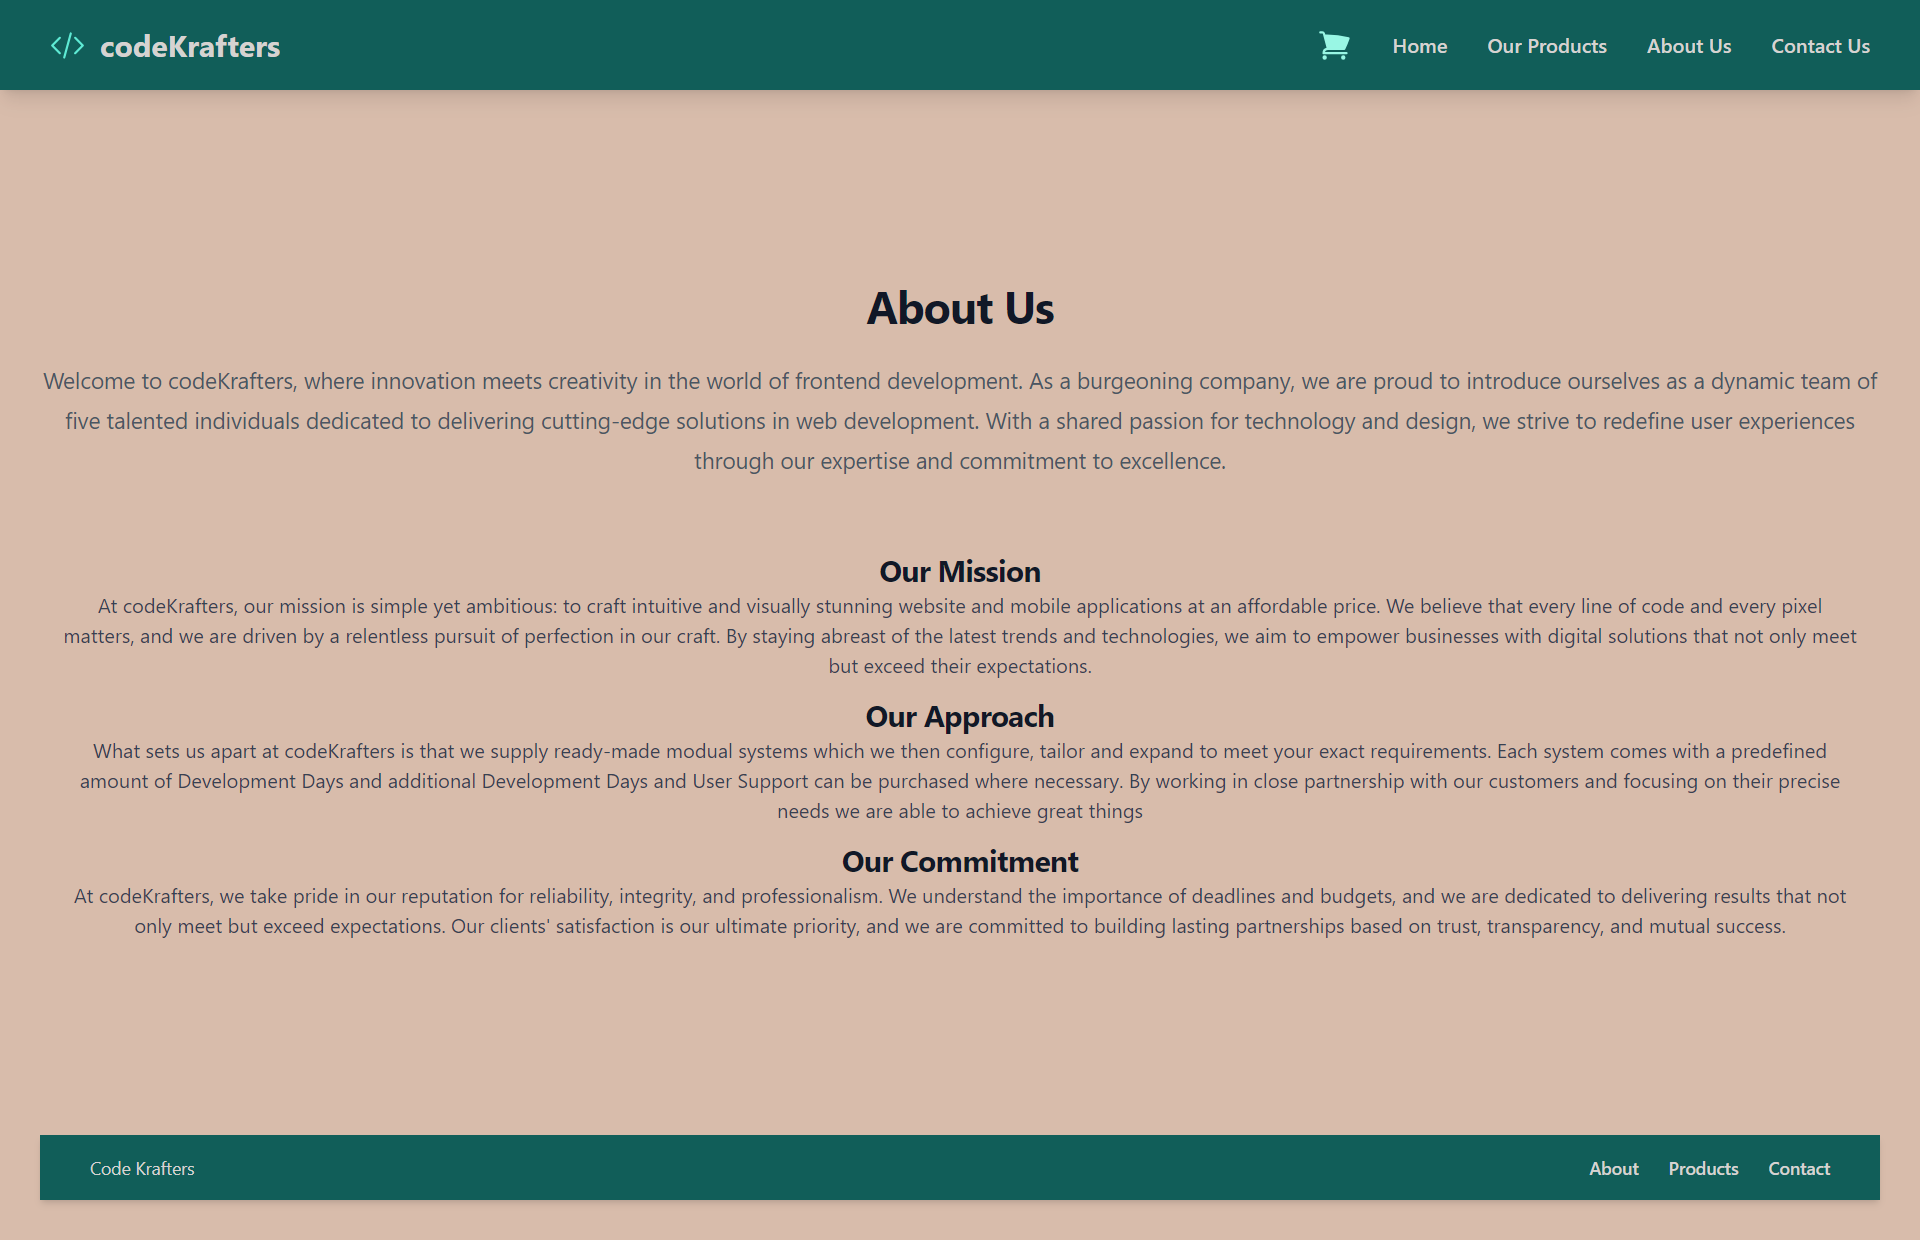 codeKrafters
Home Our Products About Us Contact Us
About Us
Welcome to codeKrafters, where innovation meets creativity in the world of frontend development. As a burgeoning company, we are proud to introduce ourselves as a dynamic team of
five talented individuals dedicated to delivering cutting-edge solutions in web development. With a shared passion for technology and design, we strive to redefine user experiences
through our expertise and commitment to excellence.
Our Mission
At codeKrafters, our mission is simple yet ambitious: to craft intuitive and visually stunning website and mobile applications at an affordable price. We believe that every line of code and every pixel
matters, and we are driven by a relentless pursuit of perfection in our craft. By staying abreast of the latest trends and technologies, we aim to empower businesses with digital solutions that not only meet
but exceed their expectations.
Our Approach
What sets us apart at codeKrafters is that we supply ready-made modual systems which we then configure, tailor and expand to meet your exact requirements. Each system comes with a predefined
amount of Development Days and additional Development Days and User Support can be purchased where necessary. By working in close partnership with our customers and focusing on their precise
needs we are able to achieve great things
Our Commitment
At codeKrafters, we take pride in our reputation for reliability, integrity, and professionalism. We understand the importance of deadlines and budgets, and we are dedicated to delivering results that not
only meet but exceed expectations. Our clients' satisfaction is our ultimate priority, and we are committed to building lasting partnerships based on trust, transparency, and mutual success.
Code Krafters
About Products Contact